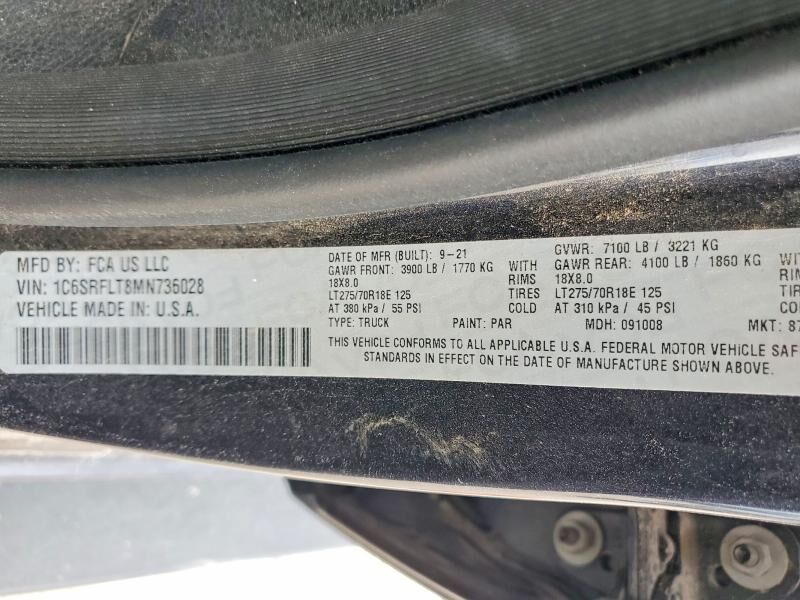 MFD BY: FCA US LLC
VIN: 1C6SRFLT8MN736028
VEHICLE MADE IN: U.S.A.
DATE OF MFR (BUILT): 9-21
GAWR FRONT: 3900 LB / 1770 KG WITH
18X8.0 RIMS
LT275/70R18E 125 TIRES
AT 380 kPa / 55 PSI COLD
GVWR: 7100 LB / 3221 KG
GAWR REAR: 4100 LB / 1860 KG WITH
18X8.0 RIMS
LT275/70R18E 125 TIRES
AT 310 kPa / 45 PSI
TYPE: TRUCK PAINT: PAR MDH: 091008 MKT:
THIS VEHICLE CONFORMS TO ALL APPLICABLE U.S.A. FEDERAL MOTOR VEHICLE
STANDARDS IN EFFECT ON THE DATE OF MANUFACTURE SHOWN ABOVE.